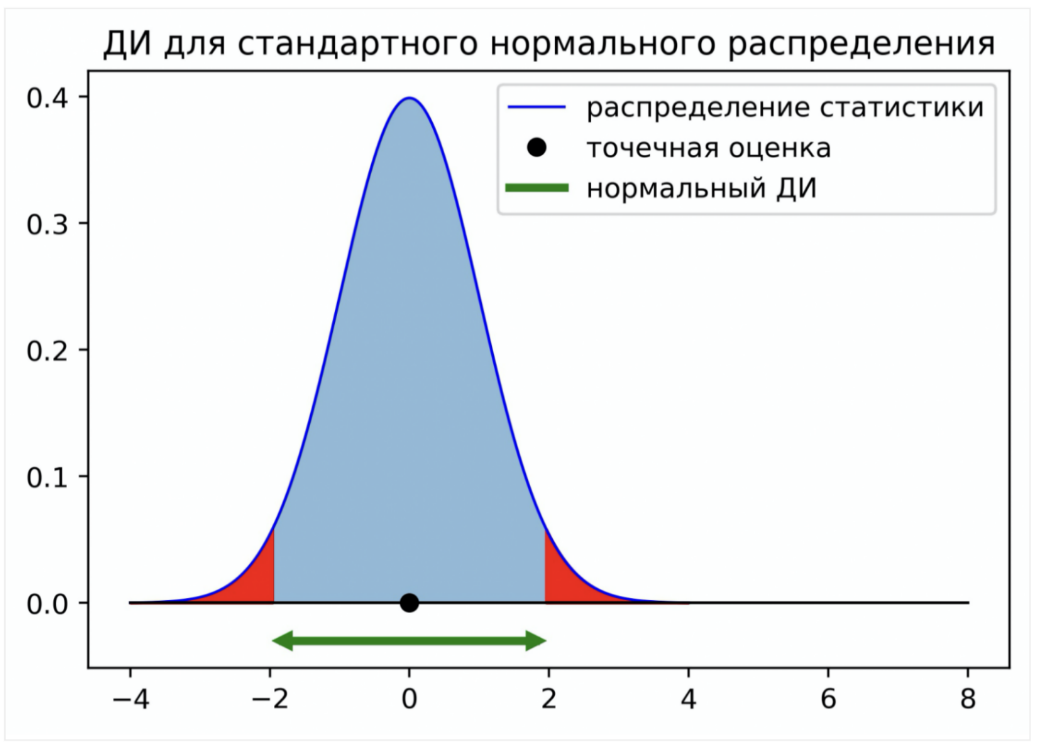 ДИ для стандартного нормального распределения
распределение статистики
точечная оценка
нормальный ДИ
0.4
0.3
0.2
0.1
0.0
−4 −2 0 2 4 6 8